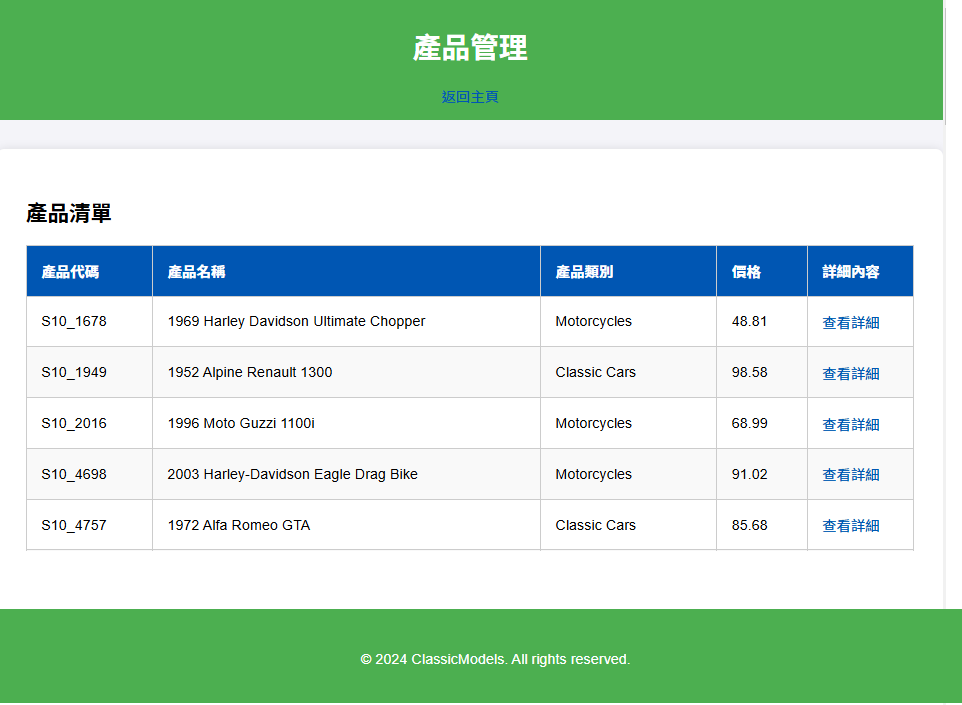 產品管理
返回主頁
產品清單
產品代碼 產品名稱 產品類別 價格 詳細內容
S10_1678 1969 Harley Davidson Ultimate Chopper Motorcycles 48.81 查看詳細
S10_1949 1952 Alpine Renault 1300 Classic Cars 98.58 查看詳細
S10_2016 1996 Moto Guzzi 1100i Motorcycles 68.99 查看詳細
S10_4698 2003 Harley-Davidson Eagle Drag Bike Motorcycles 91.02 查看詳細
S10_4757 1972 Alfa Romeo GTA Classic Cars 85.68 查看詳細
© 2024 ClassicModels. All rights reserved.